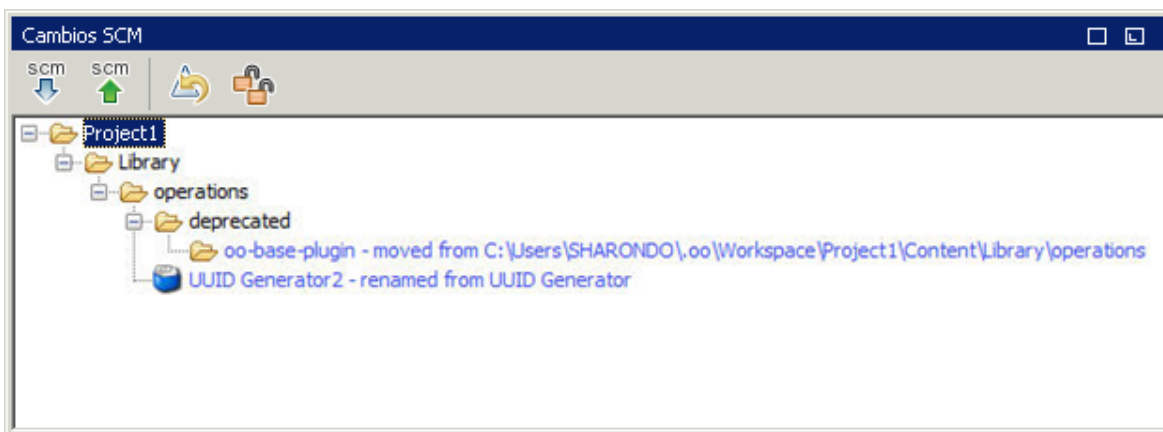 Cambios SCM
scm scm
Project1
Library
operations
deprecated
oo-base-plugin - moved from C:\Users\SHARONDO\.oo\Workspace\Project1\Content\Library\operations
UUID Generator2 - renamed from UUID Generator